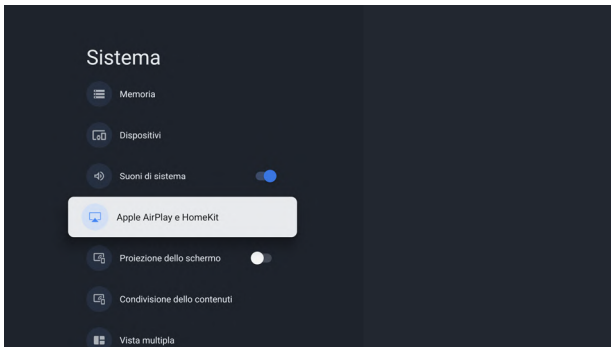 Sistema
Memoria
Dispositivi
Suoni di sistema
Apple AirPlay e HomeKit
Proiezione dello schermo
Condivisione dello contenuti
Vista multipla